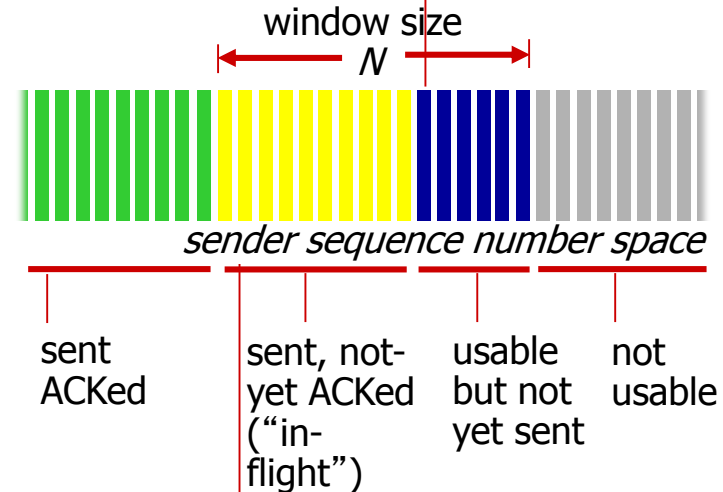 window size
N
sender sequence number space
sent
ACKed
sent, not-
yet ACKed
(“in-
flight”)
usable
but not
yet sent
not
usable